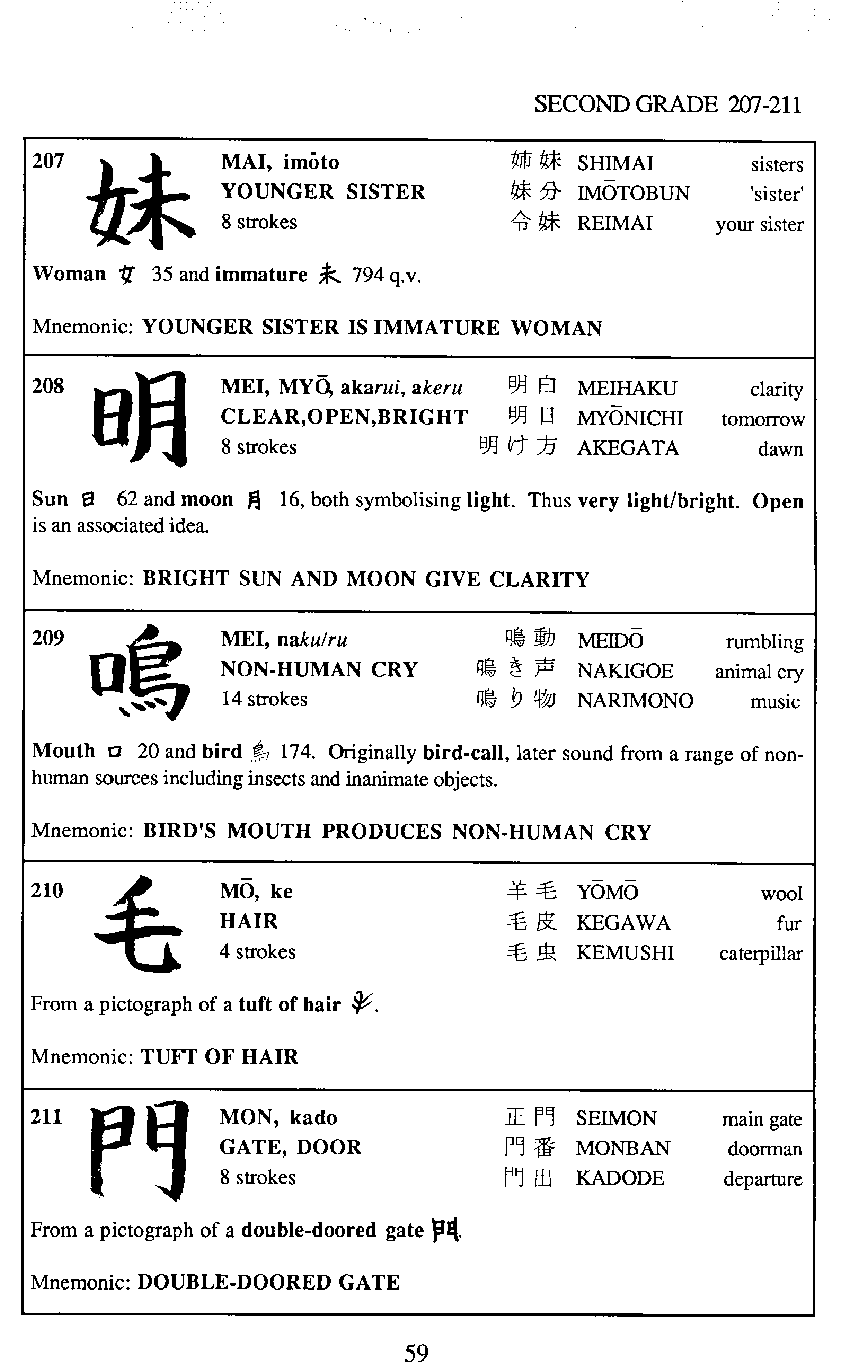 SECOND GRADE 207-211
207 妹 MAI, imōto 姉妹 SHIMAI sisters
YOUNGER SISTER 妹分 IMŌTOBUN 'sister'
8 strokes 令妹 REIMAI your sister
Woman 女 35 and immature 未 794 q.v.
Mnemonic: YOUNGER SISTER IS IMMATURE WOMAN
208 明 MEI, MYŌ, akarui, akeru 明白 MEIHAKU clarity
CLEAR,OPEN,BRIGHT 明日 MYŌNICHI tomorrow
8 strokes 明け方 AKEGATA dawn
Sun 日 62 and moon 月 16, both symbolising light. Thus very light/bright. Open
is an associated idea.
Mnemonic: BRIGHT SUN AND MOON GIVE CLARITY
209 鳴 MEI, naku/ru 鳴動 MEIDŌ rumbling
NON-HUMAN CRY 鳴き声 NAKIGOE animal cry
14 strokes 鳴り物 NARIMONO music
Mouth 口 20 and bird 鳥 174. Originally bird-call, later sound from a range of non-
human sources including insects and inanimate objects.
Mnemonic: BIRD'S MOUTH PRODUCES NON-HUMAN CRY
210 毛 MŌ, ke 羊毛 YŌMŌ wool
HAIR 毛皮 KEGAWA fur
4 strokes 毛虫 KEMUSHI caterpillar
From a pictograph of a tuft of hair .
Mnemonic: TUFT OF HAIR
211 門 MON, kado 正門 SEIMON main gate
GATE, DOOR 門番 MONBAN doorman
8 strokes 門出 KADODE departure
From a pictograph of a double-doored gate .
Mnemonic: DOUBLE-DOORED GATE
59